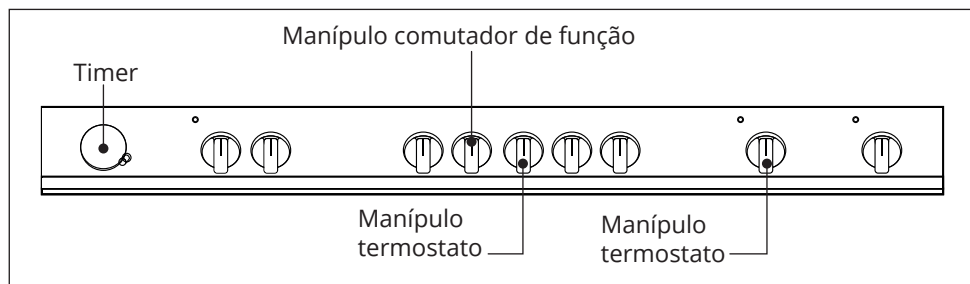 Manípulo comutador de função
Timer
Manípulo
termostato
Manípulo
termostato